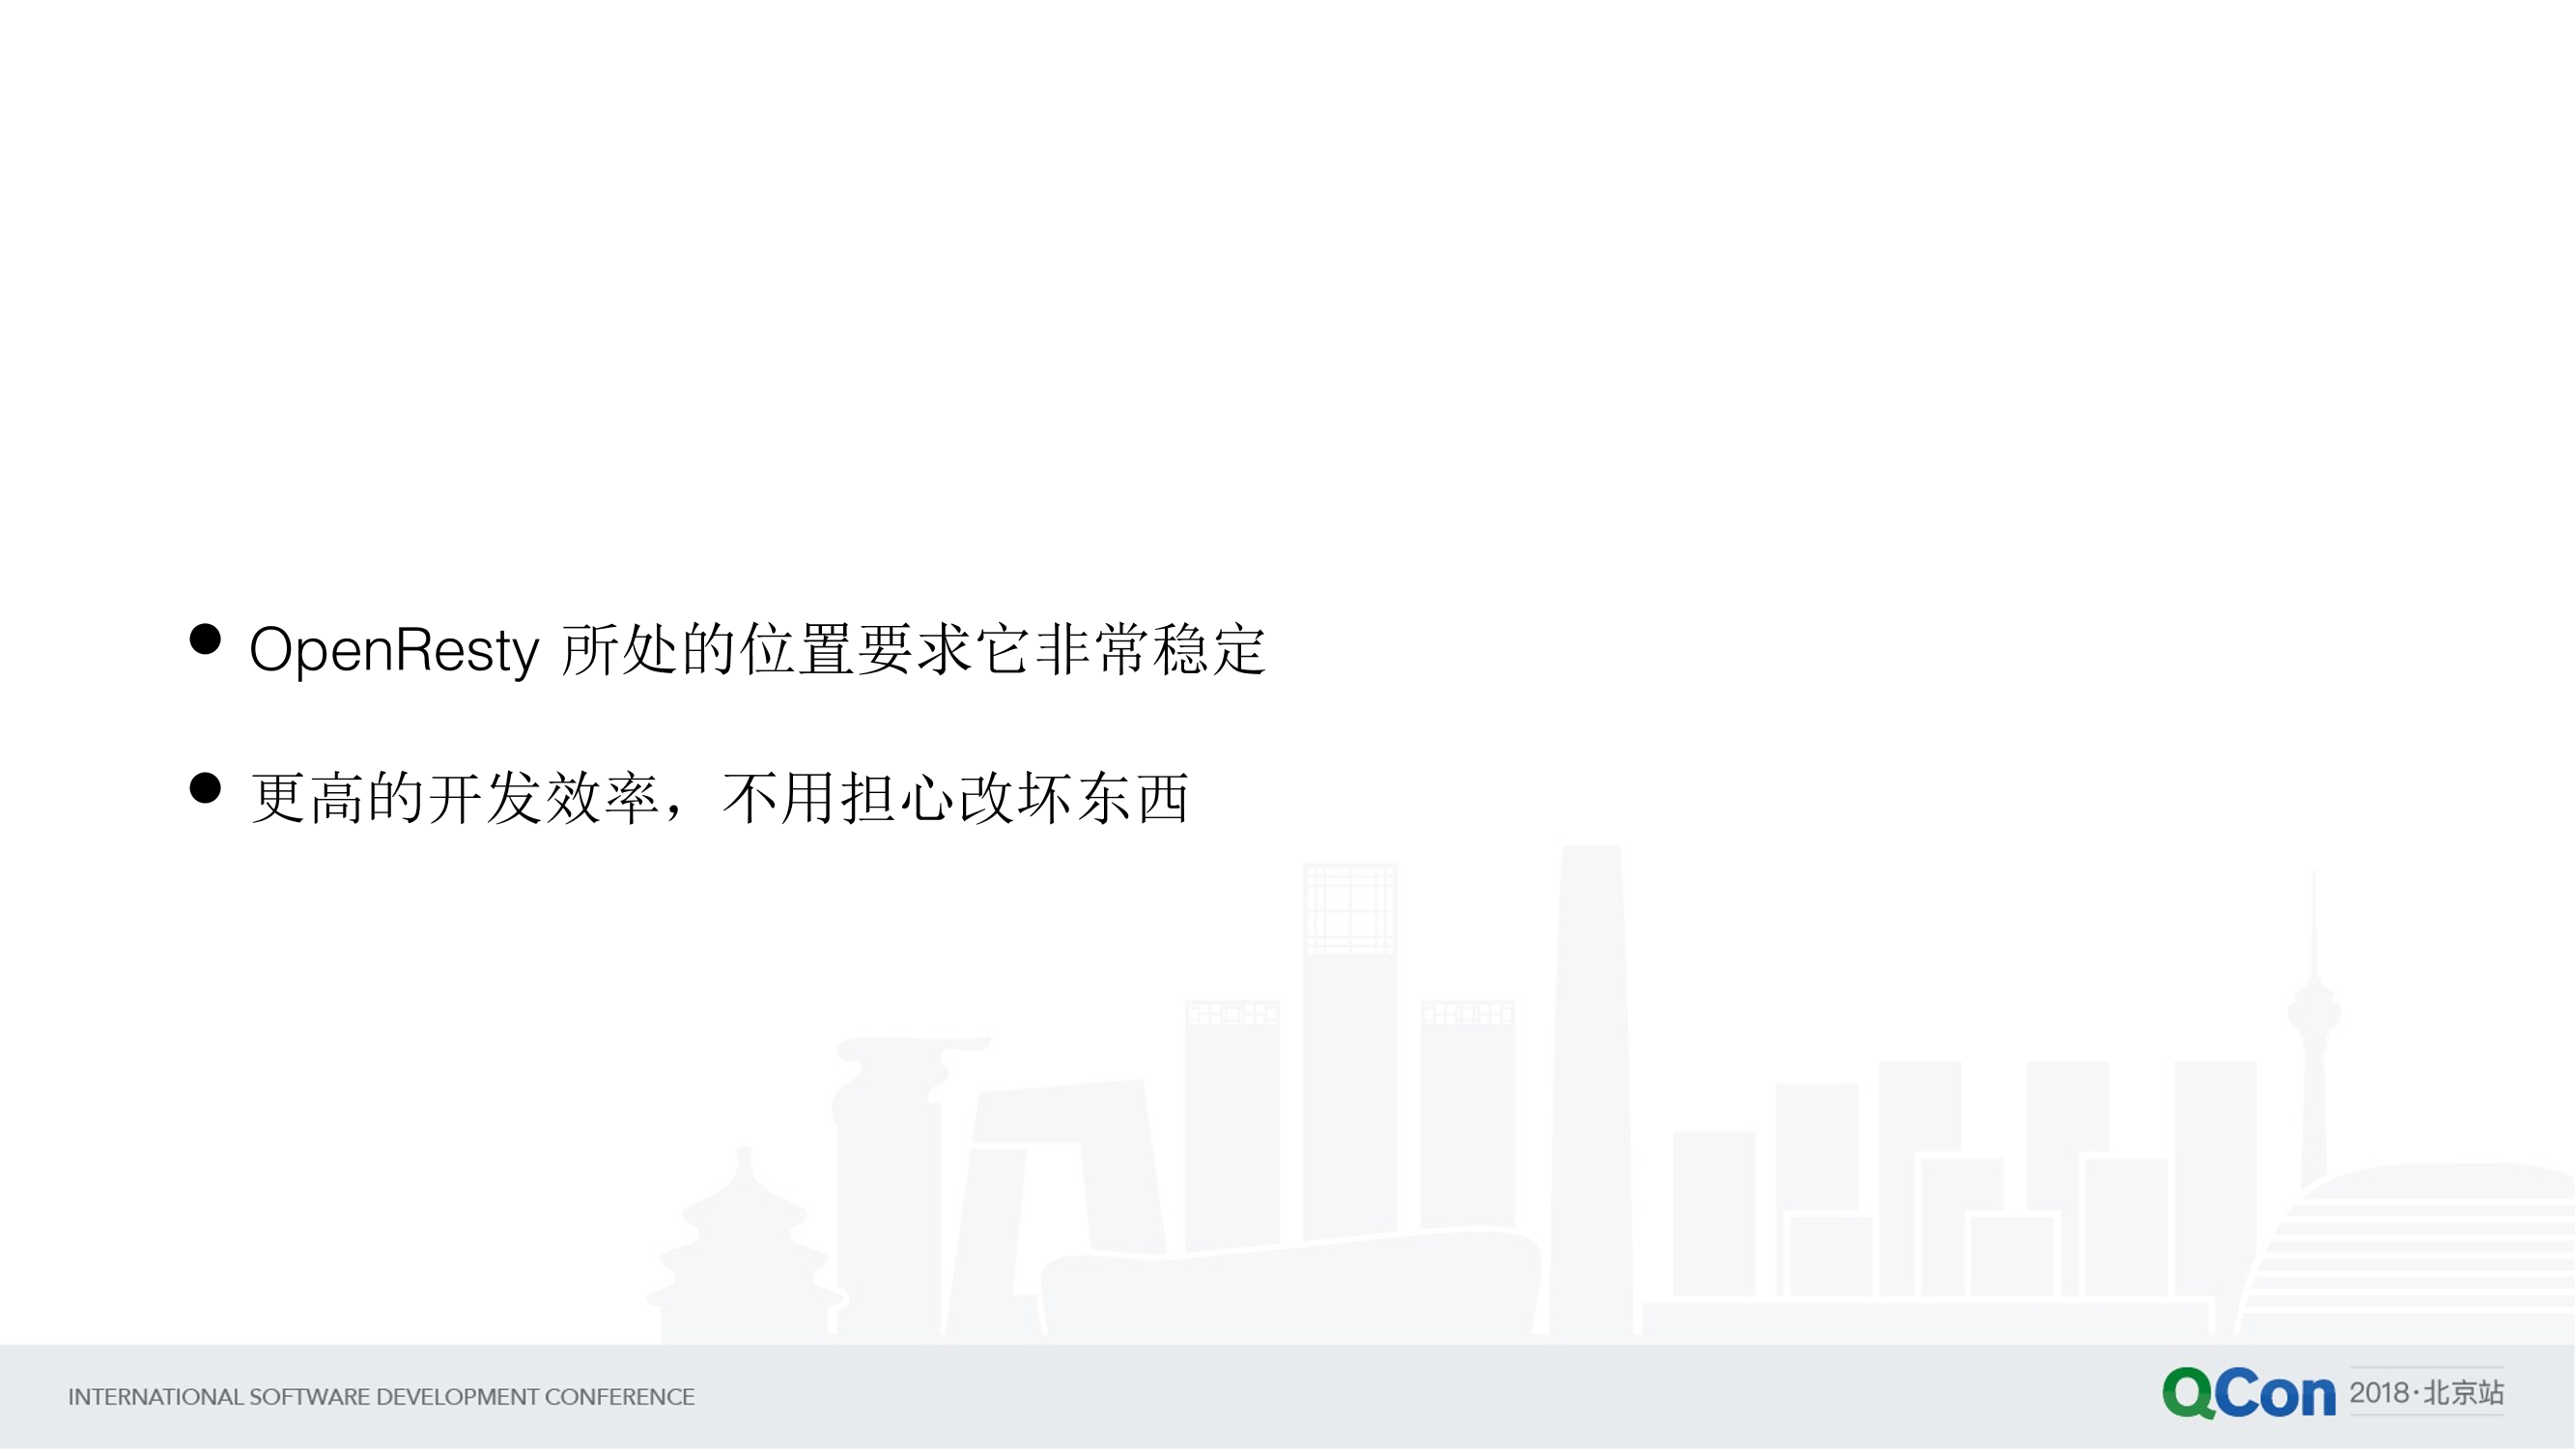 ● OpenResty 所处的位置要求它非常稳定
● 更高的开发效率，不用担心改坏东西
INTERNATIONAL SOFTWARE DEVELOPMENT CONFERENCE
QCon 2018·北京站